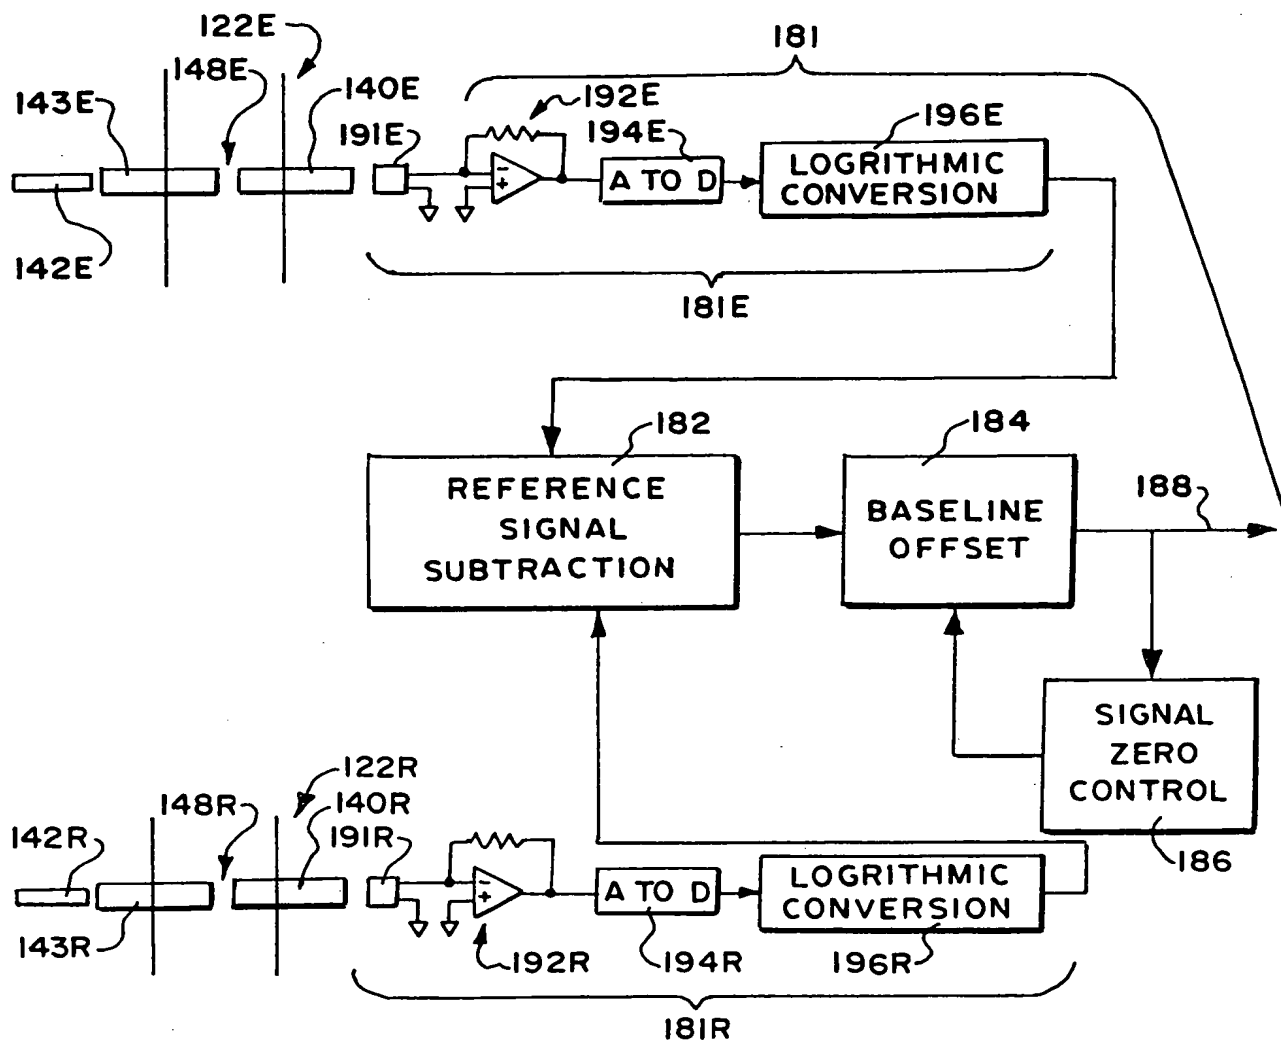 122E
181
148E
143E
140E
192E
191E
194E
196E
A TO D
LOGRITHMIC
CONVERSION
142E
181E
182
184
188
REFERENCE
SIGNAL
SUBTRACTION
BASELINE
OFFSET
SIGNAL
ZERO
CONTROL
186
122R
148R
140R
142R
191R
A TO D
LOGRITHMIC
CONVERSION
143R
192R
194R
196R
181R